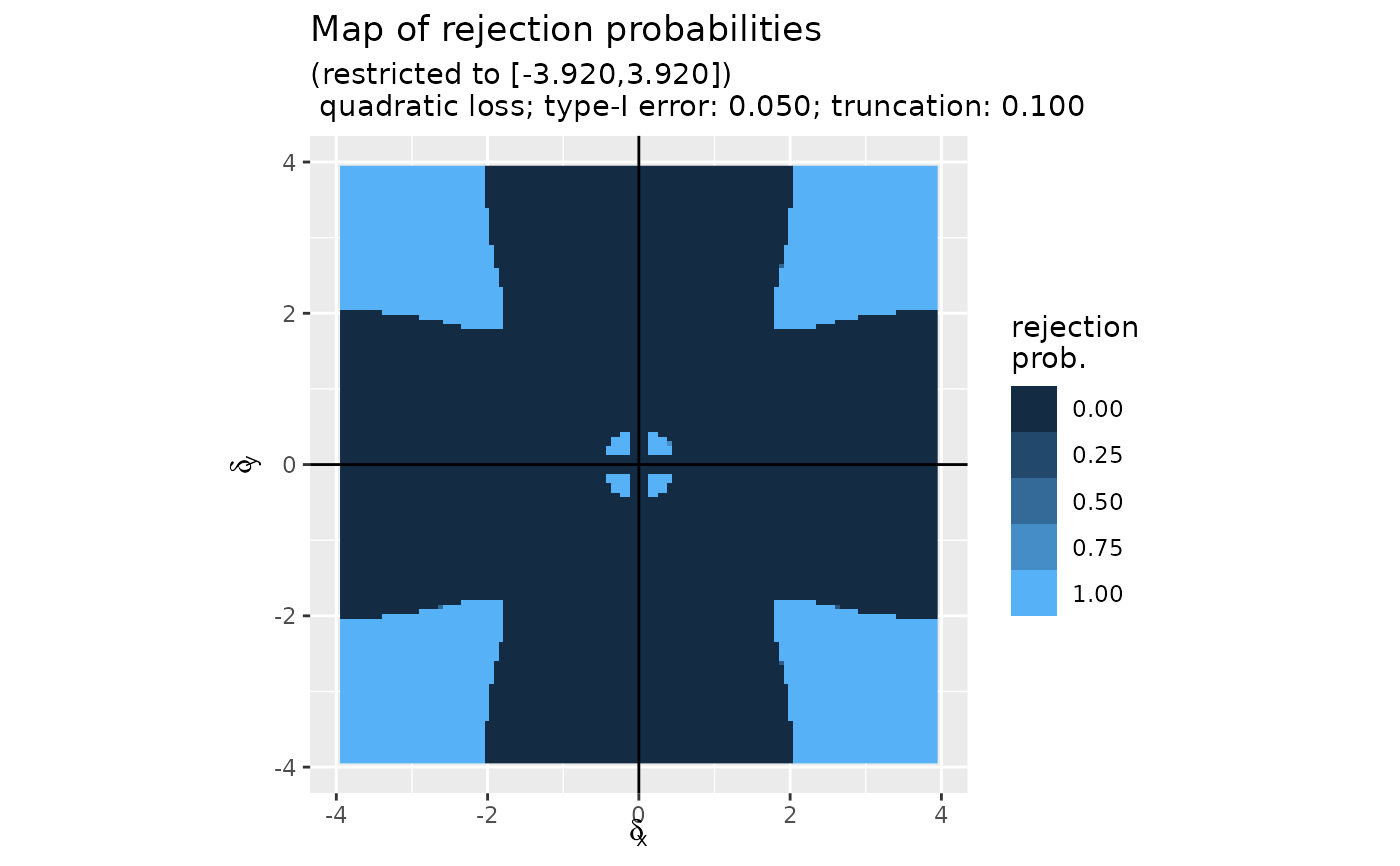 Map of rejection probabilities
(restricted to [-3.920,3.920])
quadratic loss; type-I error: 0.050; truncation: 0.100
4
2
0
-2
-4
δy
-4
-2
0
2
4
δx
rejection
prob.
0.00
0.25
0.50
0.75
1.00